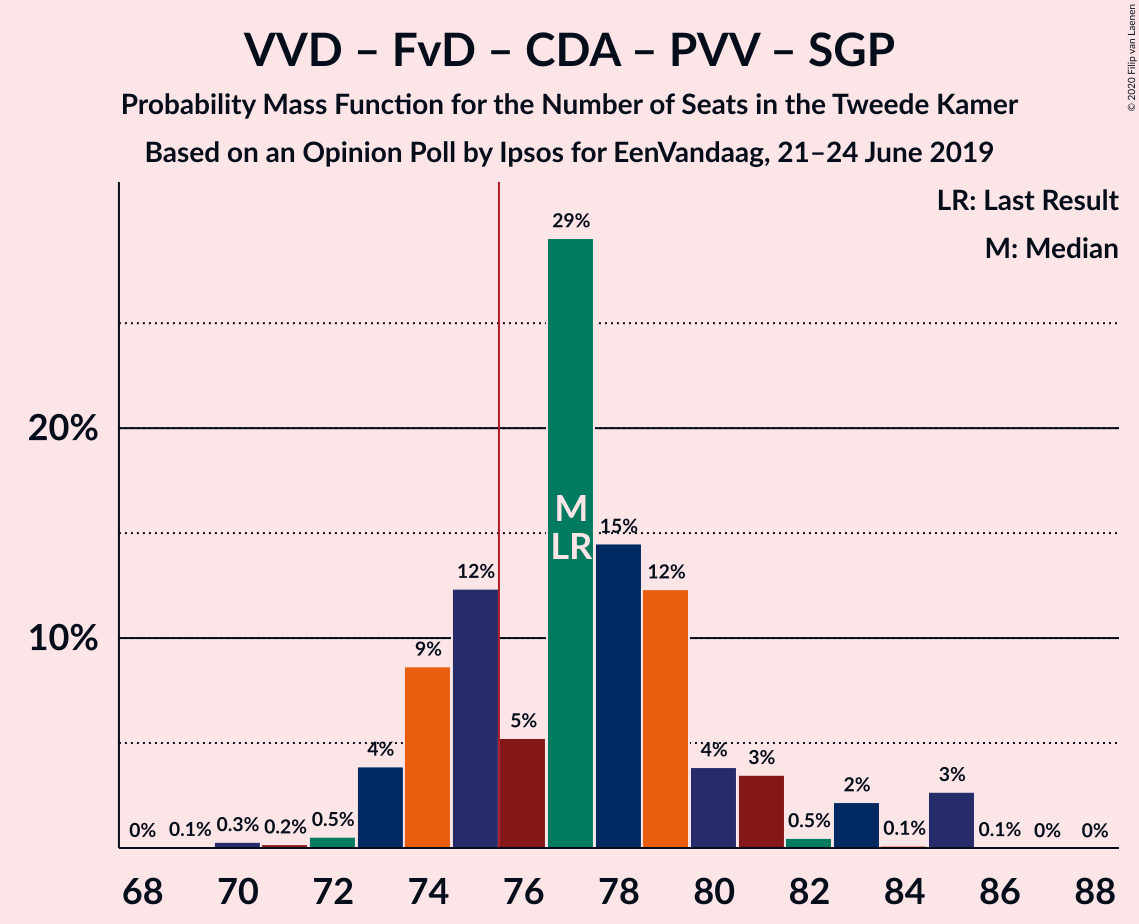 VVD – FvD – CDA – PVV – SGP
Probability Mass Function for the Number of Seats in the Tweede Kamer
Based on an Opinion Poll by Ipsos for EenVandaag, 21–24 June 2019
© 2020 Filip van Laenen
LR: Last Result
M: Median
20%
10%
0% 0.1% 0.3% 0.2% 0.5% 4% 9% 12% 5% 29% 15% 12% 4% 3% 0.5% 2% 0.1% 3% 0.1% 0% 0%
M
LR
68 70 72 74 76 78 80 82 84 86 88